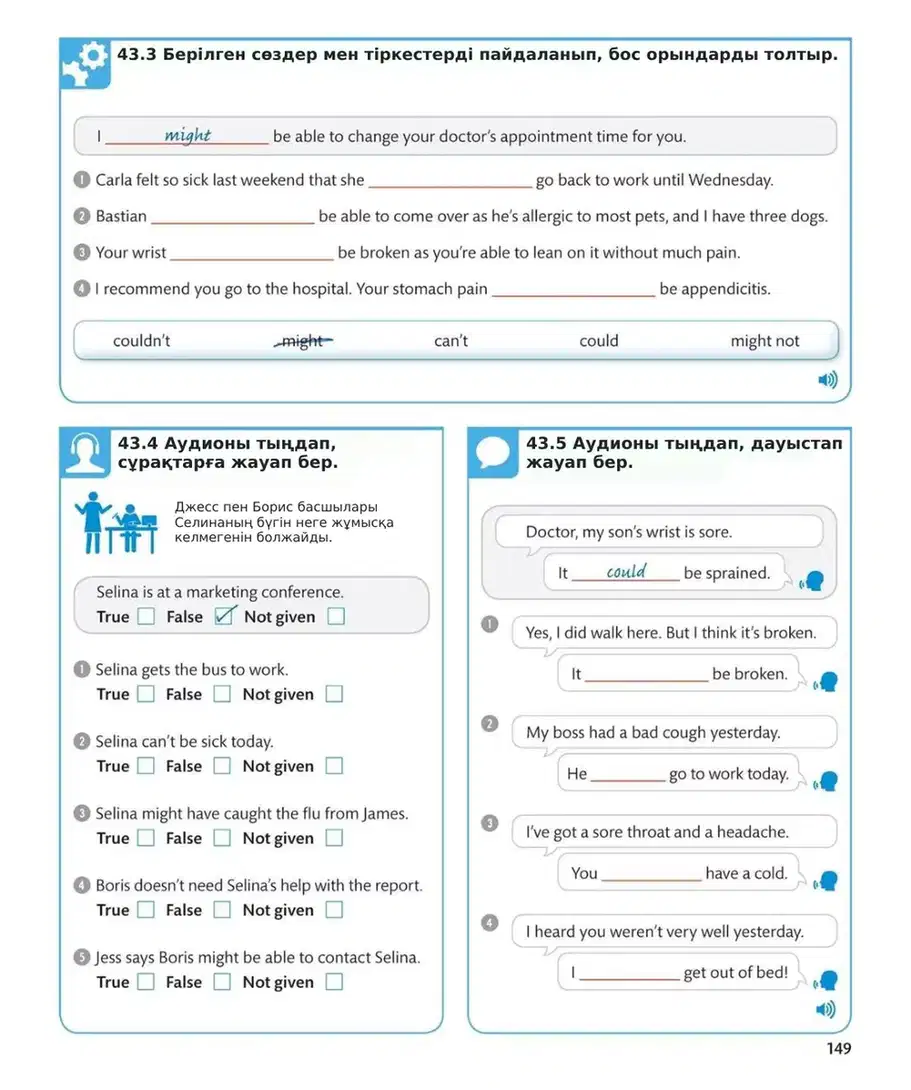 43.3 Берілген сөздер мен тіркестерді пайдаланып, бос орындарды толтыр.
I might be able to change your doctor's appointment time for you.
1 Carla felt so sick last weekend that she ____ go back to work until Wednesday.
2 Bastian ____ be able to come over as he's allergic to most pets, and I have three dogs.
3 Your wrist ____ be broken as you're able to lean on it without much pain.
4 I recommend you go to the hospital. Your stomach pain ____ be appendicitis.
couldn't might can't could might not
43.4 Аудионы тыңдап,
сұрақтарға жауап бер.
Джесс пен Борис басшылары
Селинаның бүгін неге жұмысқа
келмегенін болжайды.
Selina is at a marketing conference.
True False Not given
1 Selina gets the bus to work.
True False Not given
2 Selina can't be sick today.
True False Not given
3 Selina might have caught the flu from James.
True False Not given
4 Boris doesn't need Selina's help with the report.
True False Not given
5 Jess says Boris might be able to contact Selina.
True False Not given
43.5 Аудионы тыңдап, дауыстап
жауап бер.
Doctor, my son's wrist is sore.
It could be sprained.
1 Yes, I did walk here. But I think it's broken.
It ____ be broken.
2 My boss had a bad cough yesterday.
He ____ go to work today.
3 I've got a sore throat and a headache.
You ____ have a cold.
4 I heard you weren't very well yesterday.
I ____ get out of bed!
149